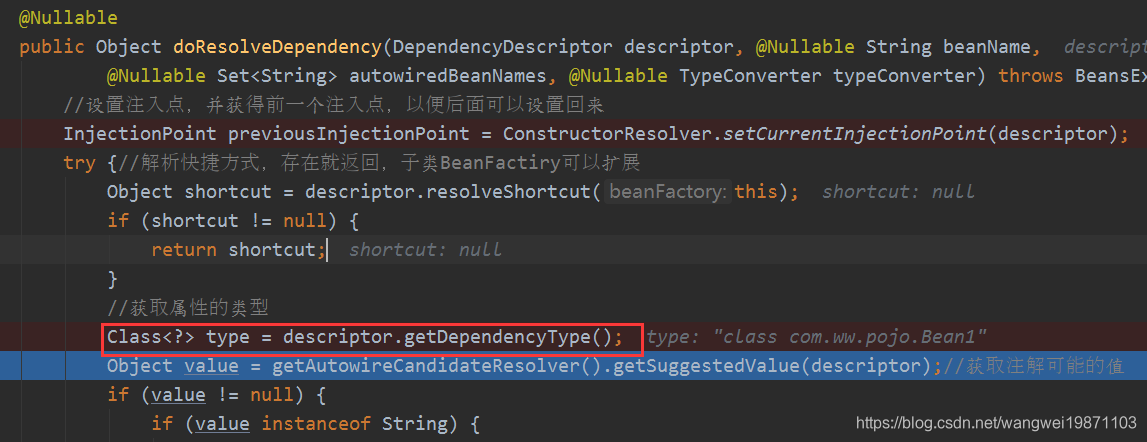 @Nullable
public Object doResolveDependency(DependencyDescriptor descriptor, @Nullable String beanName, descript
@Nullable Set<String> autowiredBeanNames, @Nullable TypeConverter typeConverter) throws BeansEx
//设置注入点，并获得前一个注入点，以便后面可以设置回来
InjectionPoint previousInjectionPoint = ConstructorResolver.setCurrentInjectionPoint(descriptor);
try {//解析快捷方式，存在就返回，子类BeanFactiry可以扩展
Object shortcut = descriptor.resolveShortcut( beanFactory: this); shortcut: null
if (shortcut != null) {
return shortcut; shortcut: null
}
//获取属性的类型
Class<?> type = descriptor.getDependencyType(); type: "class com.ww.pojo.Bean1"
Object value = getAutowireCandidateResolver().getSuggestedValue(descriptor);//获取注解可能的值
if (value != null) {
if (value instanceof String) {
https://blog.csdn.net/wangwei19871103